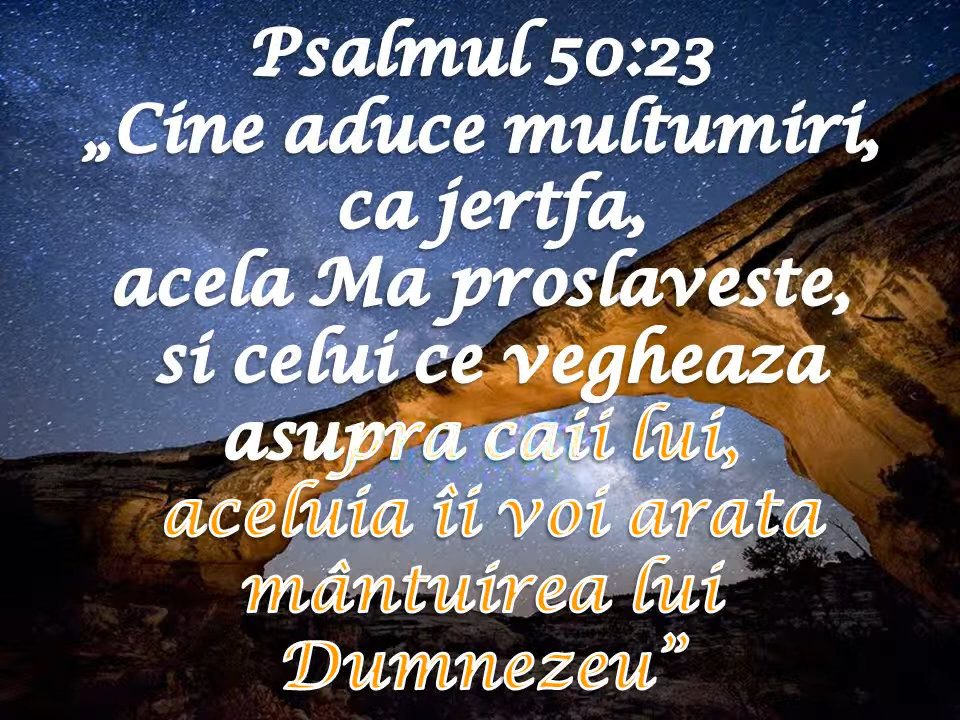 Psalmul 50:23
„Cine aduce multumiri,
ca jertfa,
acela Ma proslaveste,
si celui ce vegheaza
asupra caii lui,
aceluia îi voi arata
mântuirea lui
Dumnezeu”